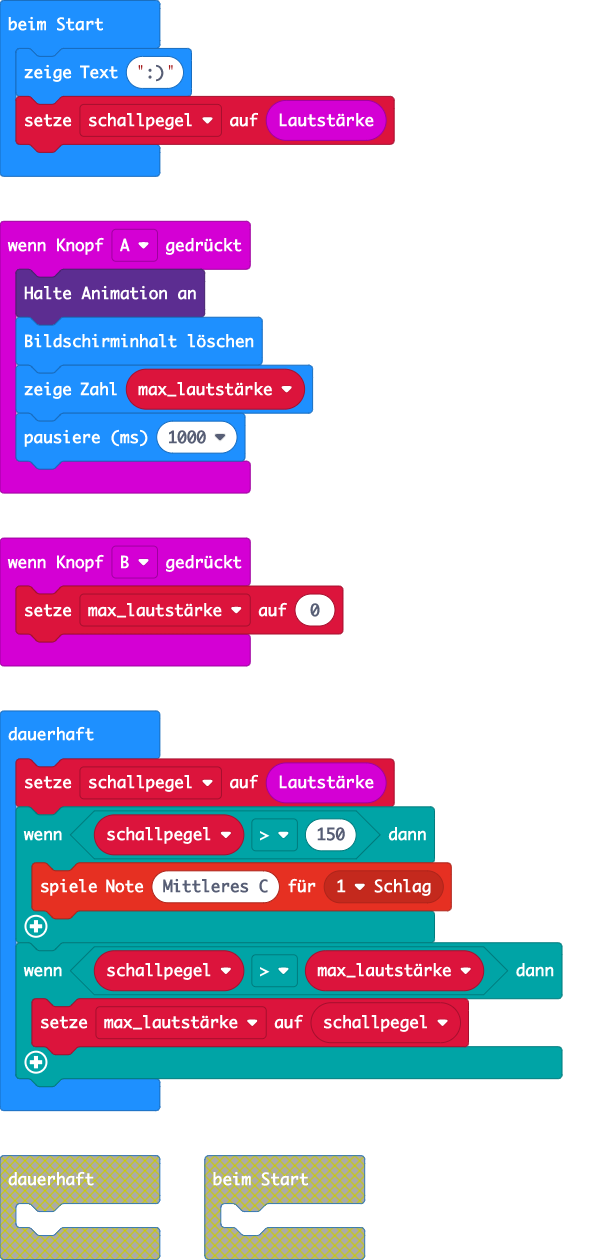 beim Start
zeige Text ":)"
setze schallpegel auf Lautstärke
wenn Knopf A gedrückt
Halte Animation an
Bildschirminhalt löschen
zeige Zahl max_lautstärke
pausiere (ms) 1000
wenn Knopf B gedrückt
setze max_lautstärke auf 0
dauerhaft
setze schallpegel auf Lautstärke
wenn schallpegel > 150 dann
spiele Note Mittleres C für 1 Schlag
wenn schallpegel > max_lautstärke dann
setze max_lautstärke auf schallpegel
dauerhaft beim Start